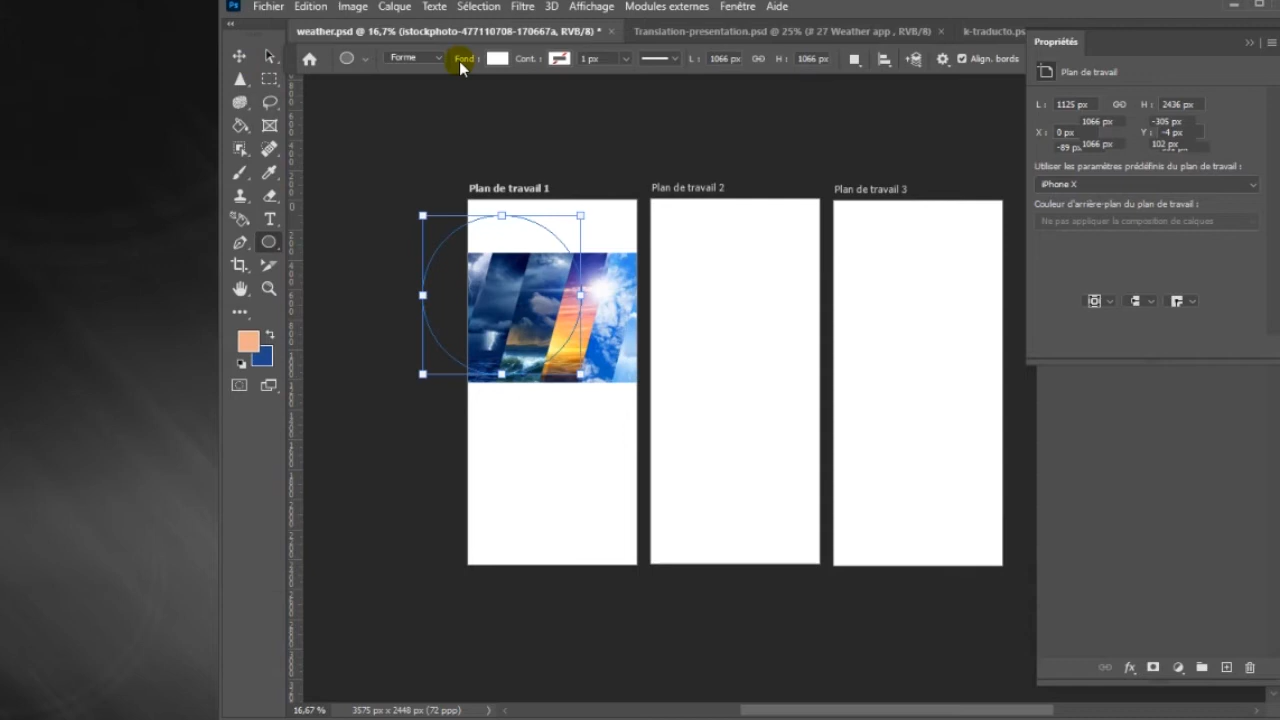 Ps Fichier Edition Image Calque Texte Sélection Filtre 3D Affichage Modules externes Fenêtre Aide
weather.psd @ 16,7% (istockphoto-477110708-170667a, RVB/8) * × Translation-presentation.psd @ 25% (# 27 Weather app , RVB/8) × k-traducto.ps
Forme Fond : Cont. : 1 px L : 1066 px H : 1066 px Align. bords
Propriétés
Plan de travail
L : 1125 px H : 2436 px
1066 px -305 px
X : 0 px Y : -4 px
-89 px 1066 px 102 px
Utiliser les paramètres prédéfinis du plan de travail :
iPhone X
Couleur d'arrière-plan du plan de travail :
Ne pas appliquer la composition de calques
Plan de travail 1 Plan de travail 2 Plan de travail 3
T
fx
16,67 % 3575 px x 2448 px (72 ppp)